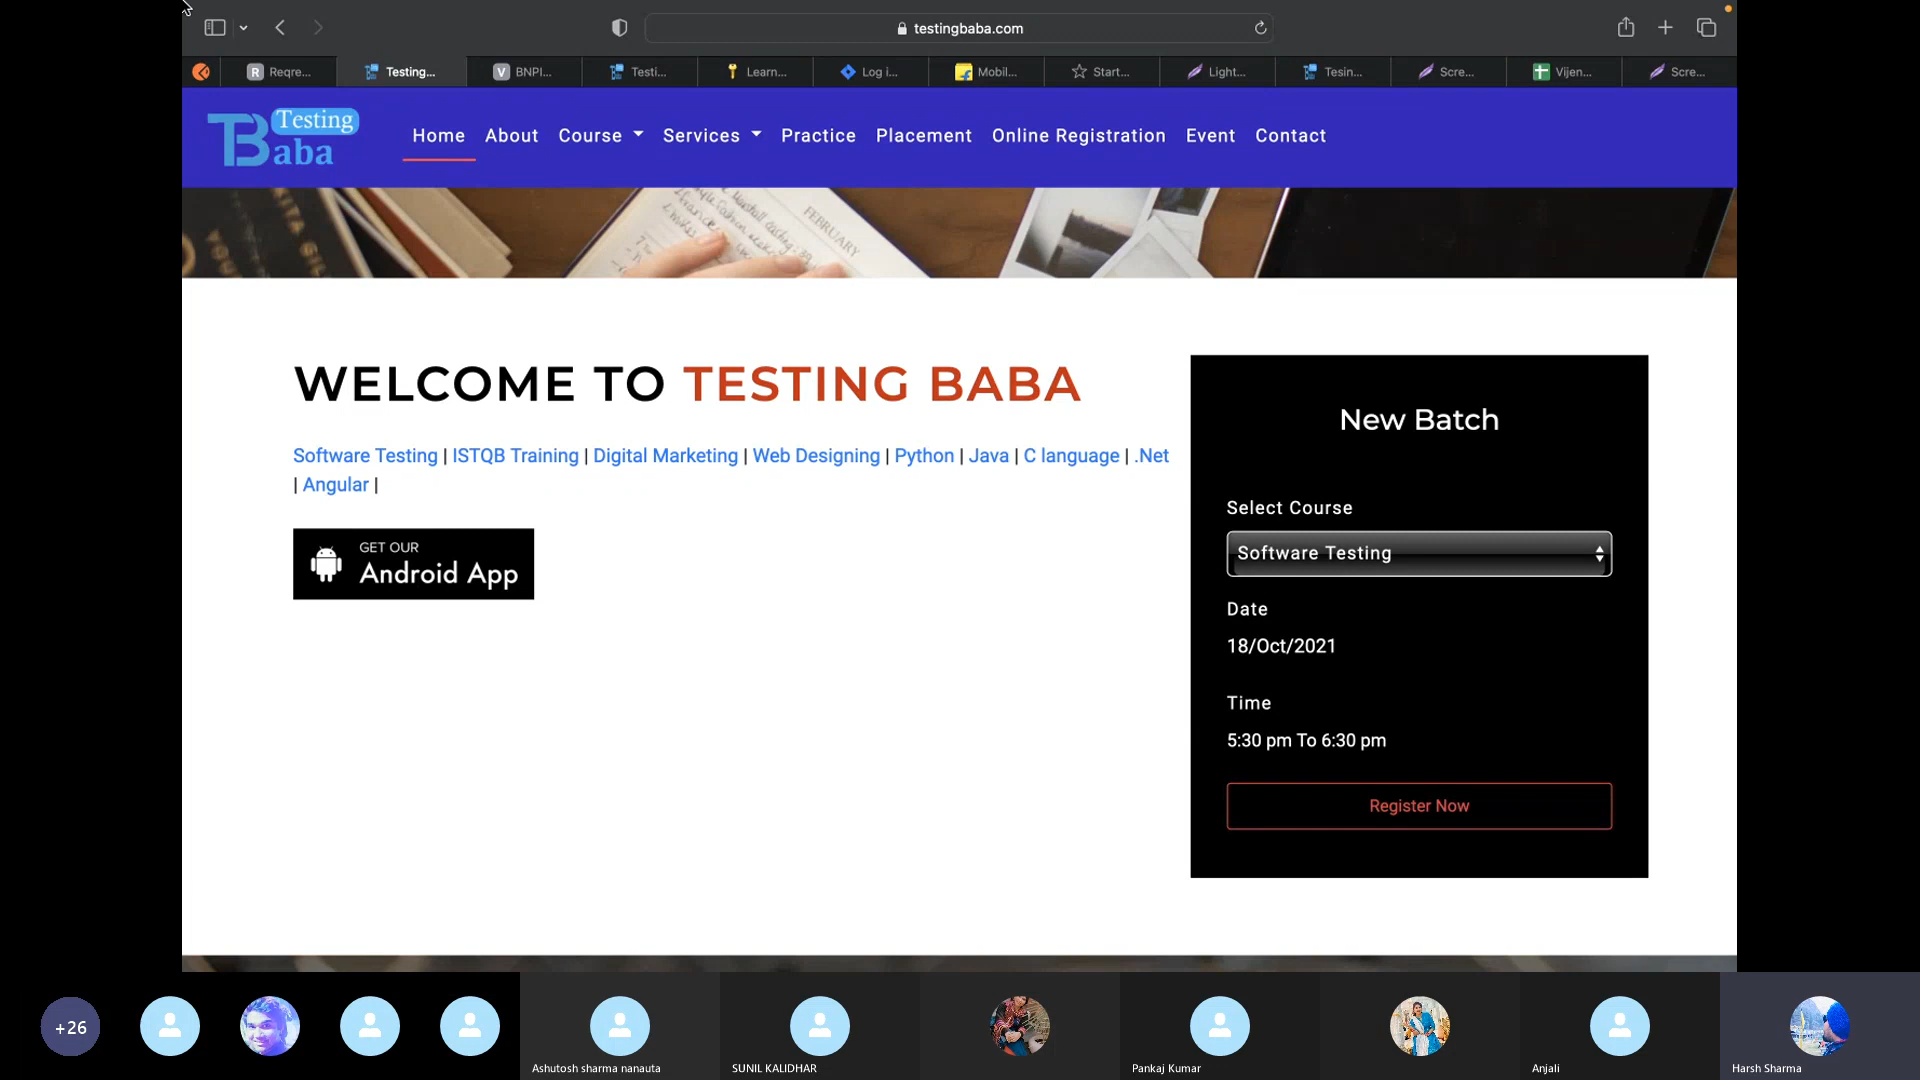 testingbaba.com
R Reqre...
Testing...
V BNPI...
Testi...
Learn...
Log i...
Mobil...
Start...
Light...
Tesin...
Scre...
Vijen...
Scre...
Testing
Baba
Home About Course Services Practice Placement Online Registration Event Contact
FEBRUARY
WELCOME TO TESTING BABA
Software Testing | ISTQB Training | Digital Marketing | Web Designing | Python | Java | C language | .Net
| Angular |
GET OUR
Android App
New Batch
Select Course
Software Testing
Date
18/Oct/2021
Time
5:30 pm To 6:30 pm
Register Now
+26
Ashutosh sharma nanauta
SUNIL KALIDHAR
Pankaj Kumar
Anjali
Harsh Sharma